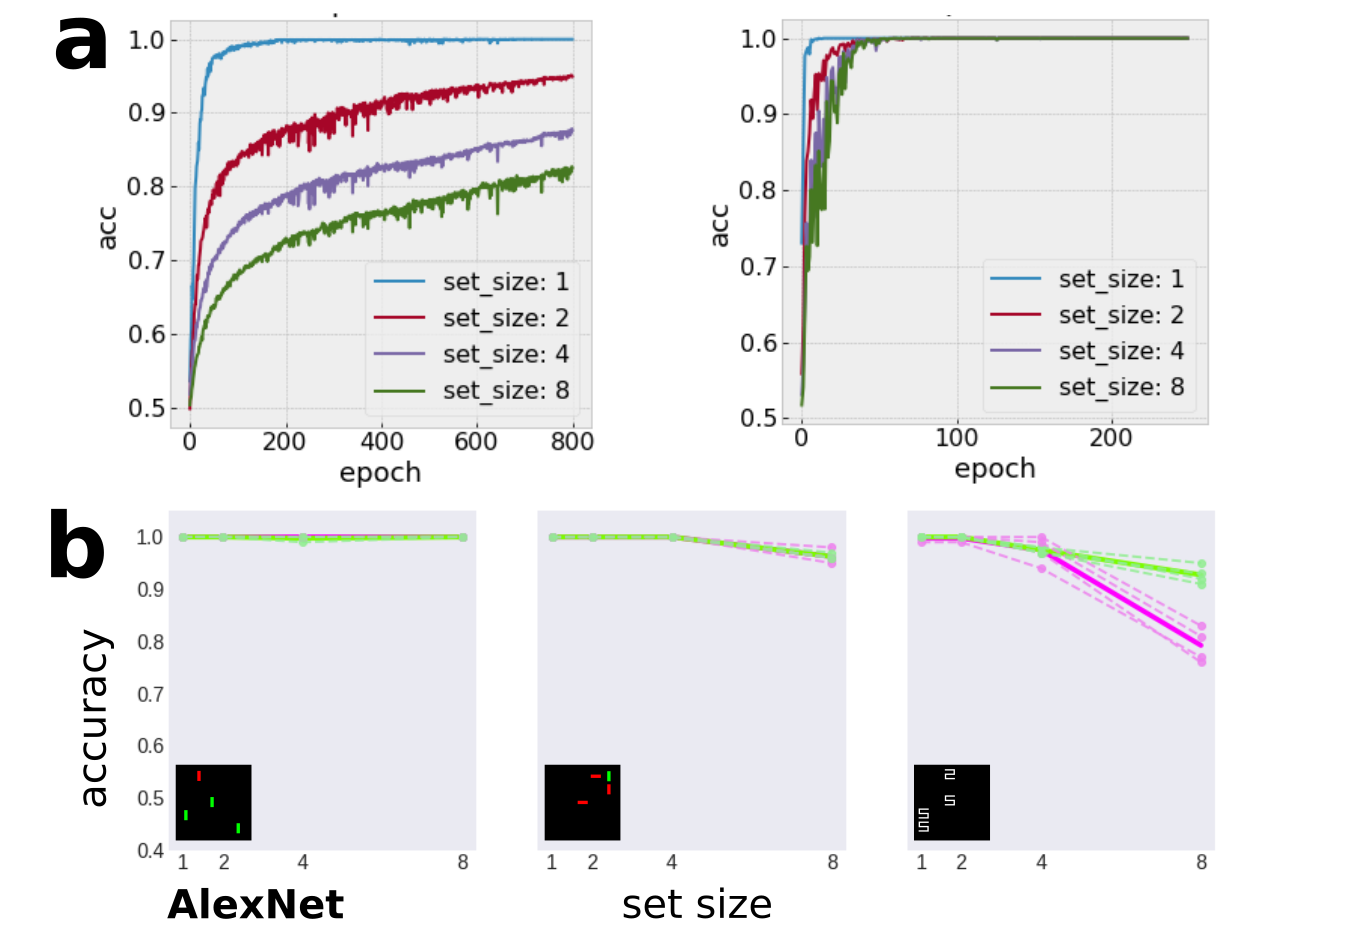 a
1.0
0.9
0.8
0.7
0.6
0.5
acc
0 200 400 600 800
epoch
set_size: 1
set_size: 2
set_size: 4
set_size: 8
1.0
0.9
0.8
0.7
0.6
0.5
acc
0 100 200
epoch
set_size: 1
set_size: 2
set_size: 4
set_size: 8
b
accuracy
1.0
0.9
0.8
0.7
0.6
0.5
0.4
1 2 4 8
1 2 4 8
1 2 4 8
AlexNet
set size